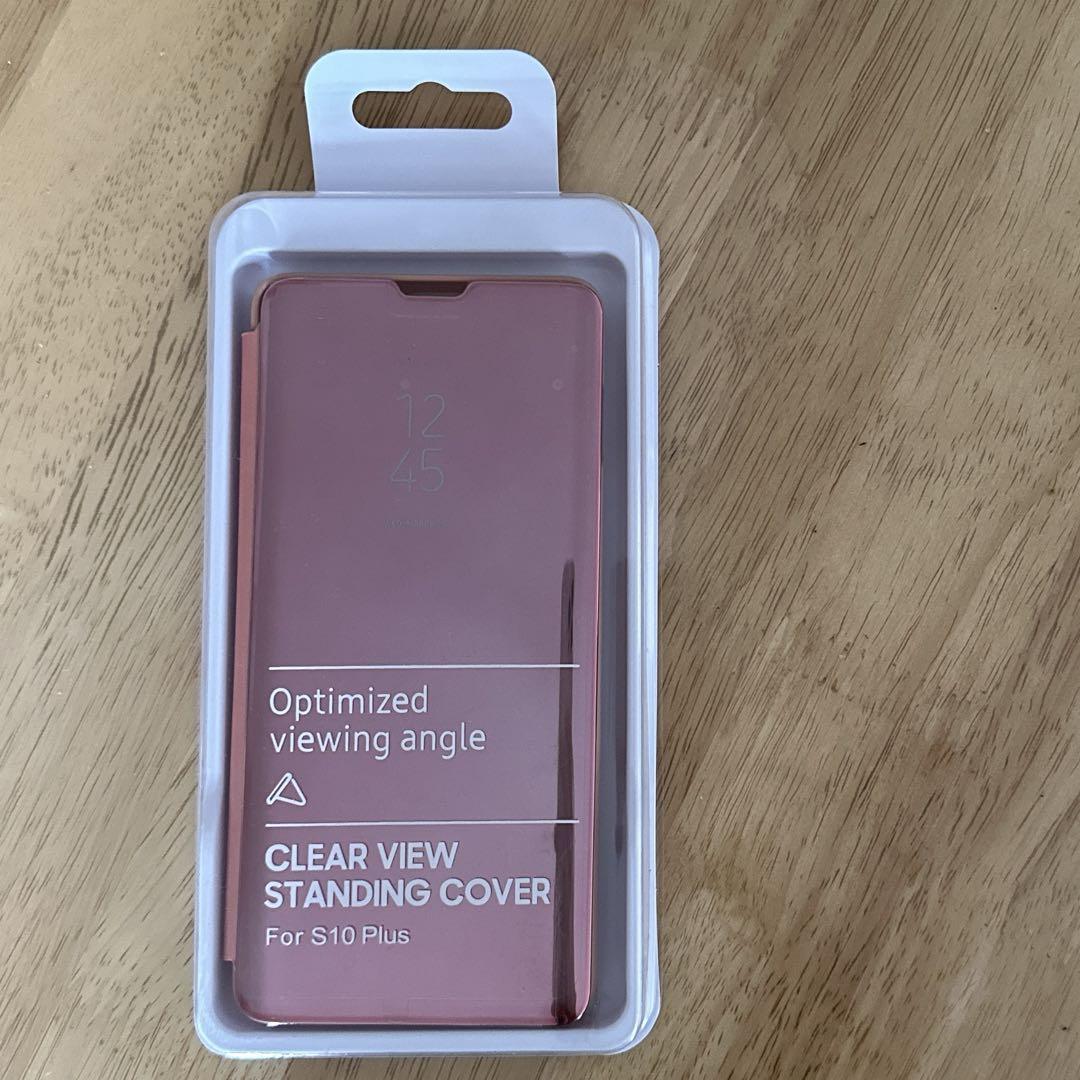 12
45
Optimized
viewing angle
CLEAR VIEW
STANDING COVER
For S10 Plus